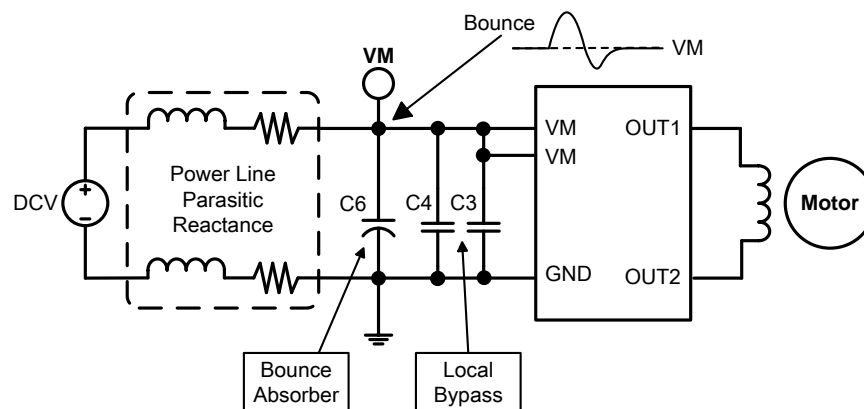 Bounce
VM
VM
DCV
+
−
Power Line
Parasitic
Reactance
C6
C4
C3
VM
VM
GND
OUT1
OUT2
Motor
Bounce
Absorber
Local
Bypass